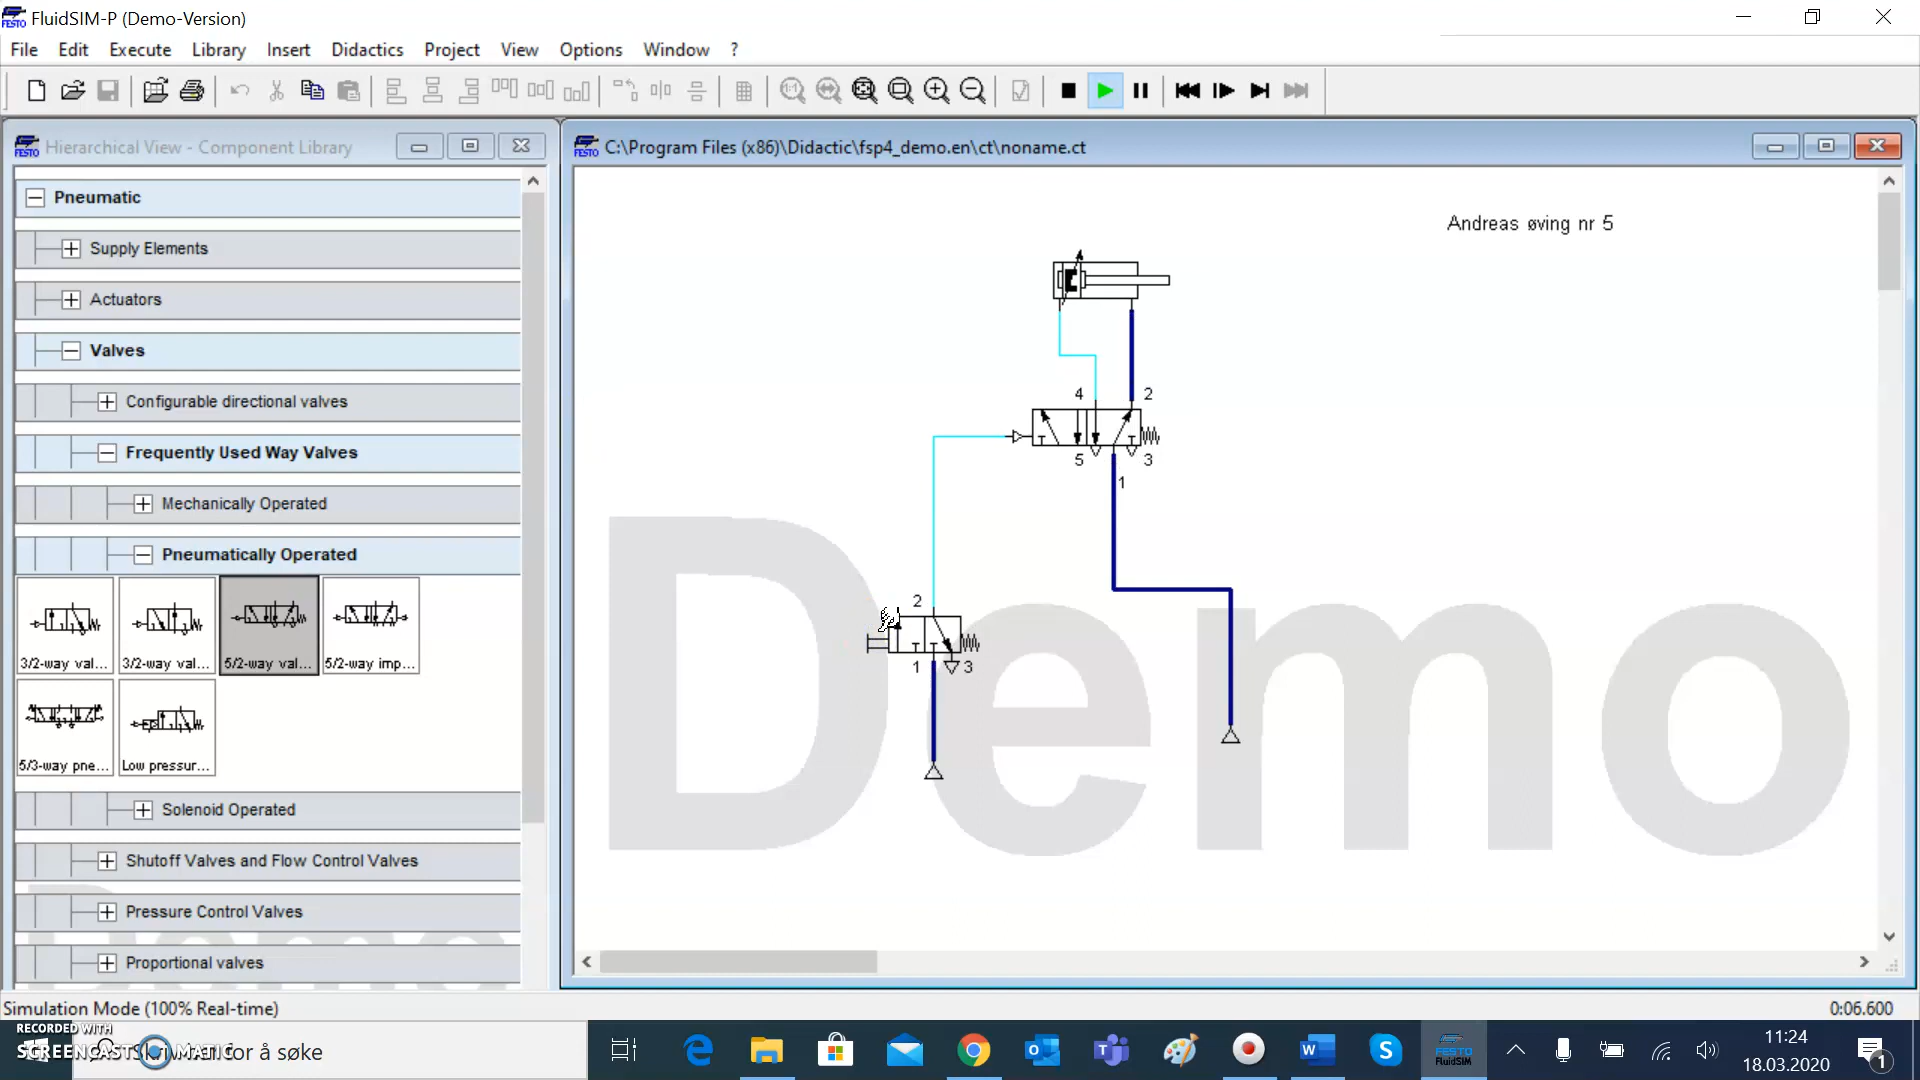 FluidSIM-P (Demo-Version)
File Edit Execute Library Insert Didactics Project View Options Window ?
Hierarchical View - Component Library
Pneumatic
Supply Elements
Actuators
Valves
Configurable directional valves
Frequently Used Way Valves
Mechanically Operated
Pneumatically Operated
3/2-way val... 3/2-way val... 5/2-way val... 5/2-way imp...
5/3-way pne... Low pressur...
Solenoid Operated
Shutoff Valves and Flow Control Valves
Pressure Control Valves
Proportional valves
C:\Program Files (x86)\Didactic\fsp4_demo.en\ct\noname.ct
Andreas øving nr 5
4 2
5 3
1
2
1 3
Demo
Simulation Mode (100% Real-time)
0:06.600
RECORDED WITH
SCREENCAST MATIC
for å søke
FESTO
FluidSIM
11:24
18.03.2020
1